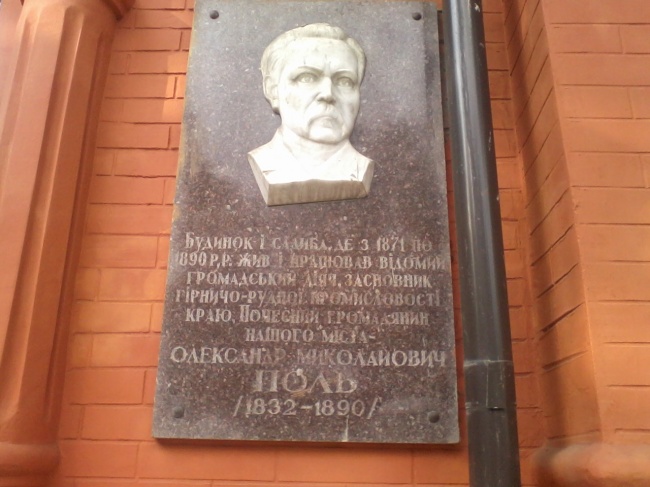 Будинок і садиба, де з 1871 по
1890 р.р. жив і працював відомий
громадський діяч, засновник
гірничо-рудної промисловості
краю, Почесний громадянин
нашого міста-
Олександр Миколайович
Поль
/1832-1890/